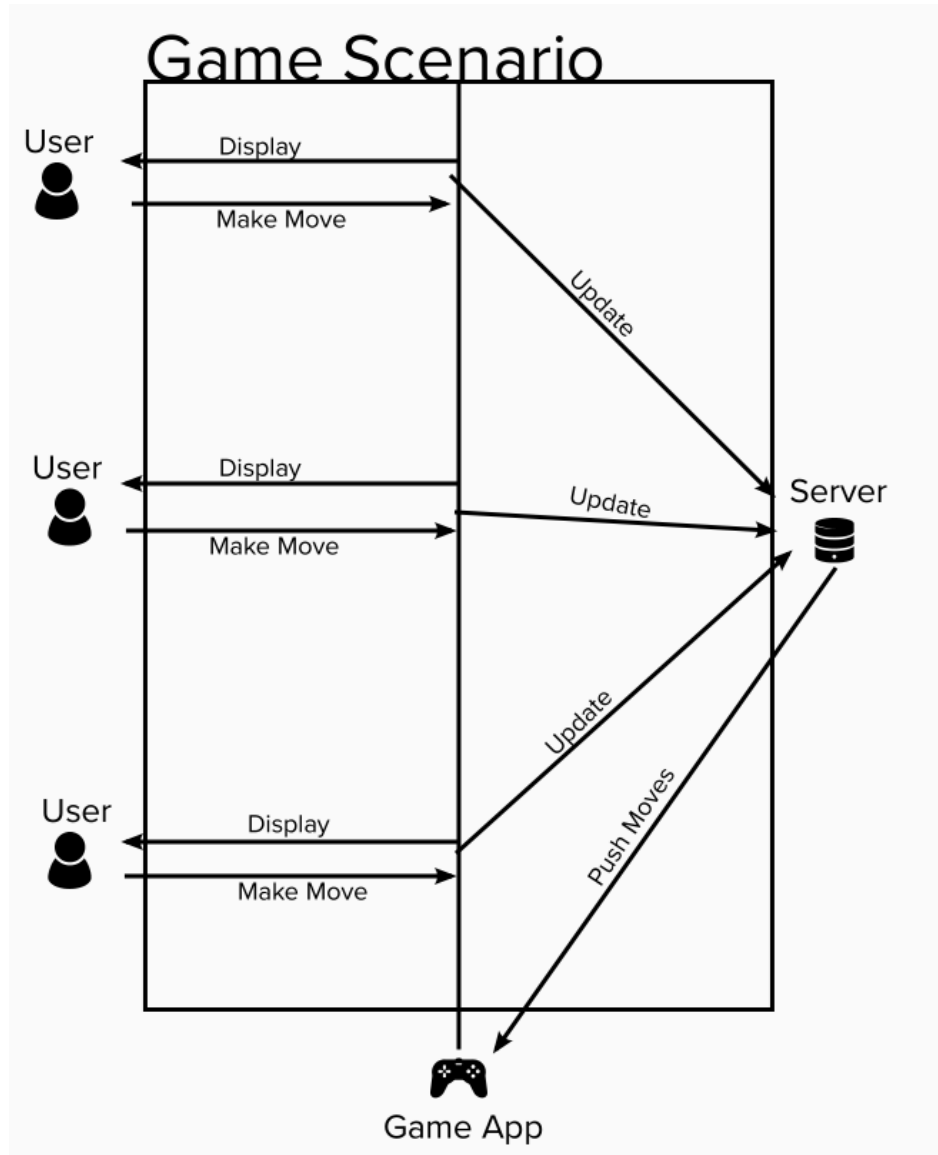 Game Scenario
User
Display
Make Move
Update
User
Display
Make Move
Update
Server
Update
Push Moves
User
Display
Make Move
Game App